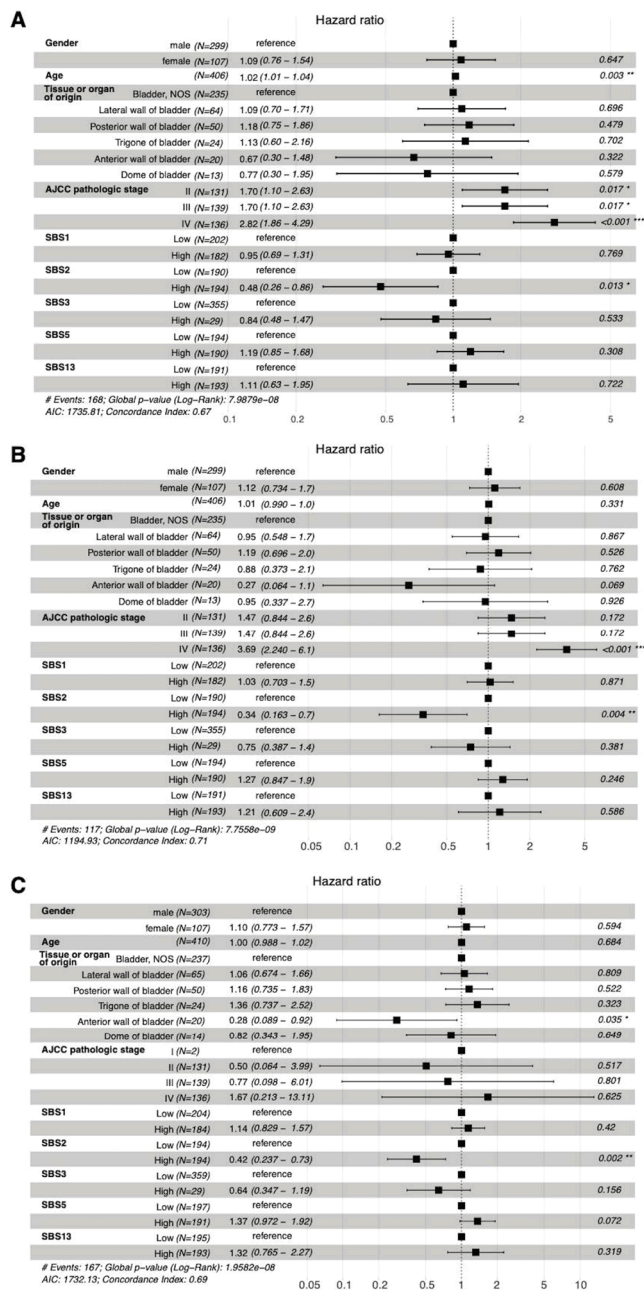 A
Hazard ratio
Gender male (N=299) reference
female (N=107) 1.09 (0.76 – 1.54) 0.647
Age (N=406) 1.02 (1.01 – 1.04) 0.003 **
Tissue or organ of origin Bladder, NOS (N=235) reference
Lateral wall of bladder (N=64) 1.09 (0.70 – 1.71) 0.696
Posterior wall of bladder (N=50) 1.18 (0.75 – 1.86) 0.479
Trigone of bladder (N=24) 1.13 (0.60 – 2.16) 0.702
Anterior wall of bladder (N=20) 0.67 (0.30 – 1.48) 0.322
Dome of bladder (N=13) 0.77 (0.30 – 1.95) 0.579
AJCC pathologic stage II (N=131) 1.70 (1.10 – 2.63) 0.017 *
III (N=139) 1.70 (1.10 – 2.63) 0.017 *
IV (N=136) 2.82 (1.86 – 4.29) <0.001 ***
SBS1 Low (N=202) reference
High (N=182) 0.95 (0.69 – 1.31) 0.769
SBS2 Low (N=190) reference
High (N=194) 0.48 (0.26 – 0.86) 0.013 *
SBS3 Low (N=355) reference
High (N=29) 0.84 (0.48 – 1.47) 0.533
SBS5 Low (N=194) reference
High (N=190) 1.19 (0.85 – 1.68) 0.308
SBS13 Low (N=191) reference
High (N=193) 1.11 (0.63 – 1.95) 0.722
# Events: 168; Global p-value (Log-Rank): 7.9879e-08
AIC: 1735.81; Concordance Index: 0.67
0.1 0.2 0.5 1 2 5
B
Hazard ratio
Gender male (N=299) reference
female (N=107) 1.12 (0.734 – 1.7) 0.608
Age (N=406) 1.01 (0.990 – 1.0) 0.331
Tissue or organ of origin Bladder, NOS (N=235) reference
Lateral wall of bladder (N=64) 0.95 (0.548 – 1.7) 0.867
Posterior wall of bladder (N=50) 1.19 (0.696 – 2.0) 0.526
Trigone of bladder (N=24) 0.88 (0.373 – 2.1) 0.762
Anterior wall of bladder (N=20) 0.27 (0.064 – 1.1) 0.069
Dome of bladder (N=13) 0.95 (0.337 – 2.7) 0.926
AJCC pathologic stage II (N=131) 1.47 (0.844 – 2.6) 0.172
III (N=139) 1.47 (0.844 – 2.6) 0.172
IV (N=136) 3.69 (2.240 – 6.1) <0.001 ***
SBS1 Low (N=202) reference
High (N=182) 1.03 (0.703 – 1.5) 0.871
SBS2 Low (N=190) reference
High (N=194) 0.34 (0.163 – 0.7) 0.004 **
SBS3 Low (N=355) reference
High (N=29) 0.75 (0.387 – 1.4) 0.381
SBS5 Low (N=194) reference
High (N=190) 1.27 (0.847 – 1.9) 0.246
SBS13 Low (N=191) reference
High (N=193) 1.21 (0.609 – 2.4) 0.586
# Events: 117; Global p-value (Log-Rank): 7.7558e-09
AIC: 1194.93; Concordance Index: 0.71
0.05 0.1 0.2 0.5 1 2 5
C
Hazard ratio
Gender male (N=303) reference
female (N=107) 1.10 (0.773 – 1.57) 0.594
Age (N=410) 1.00 (0.988 – 1.02) 0.684
Tissue or organ of origin Bladder, NOS (N=237) reference
Lateral wall of bladder (N=65) 1.06 (0.674 – 1.66) 0.809
Posterior wall of bladder (N=50) 1.16 (0.735 – 1.83) 0.522
Trigone of bladder (N=24) 1.36 (0.737 – 2.52) 0.323
Anterior wall of bladder (N=20) 0.28 (0.089 – 0.92) 0.035 *
Dome of bladder (N=14) 0.82 (0.343 – 1.95) 0.649
AJCC pathologic stage I (N=2) reference
II (N=131) 0.50 (0.064 – 3.99) 0.517
III (N=139) 0.77 (0.098 – 6.01) 0.801
IV (N=136) 1.67 (0.213 – 13.11) 0.625
SBS1 Low (N=204) reference
High (N=184) 1.14 (0.829 – 1.57) 0.42
SBS2 Low (N=194) reference
High (N=194) 0.42 (0.237 – 0.73) 0.002 **
SBS3 Low (N=359) reference
High (N=29) 0.64 (0.347 – 1.19) 0.156
SBS5 Low (N=197) reference
High (N=191) 1.37 (0.972 – 1.92) 0.072
SBS13 Low (N=195) reference
High (N=193) 1.32 (0.765 – 2.27) 0.319
# Events: 167; Global p-value (Log-Rank): 1.9582e-08
AIC: 1732.13; Concordance Index: 0.69
0.05 0.1 0.2 0.5 1 2 5 10